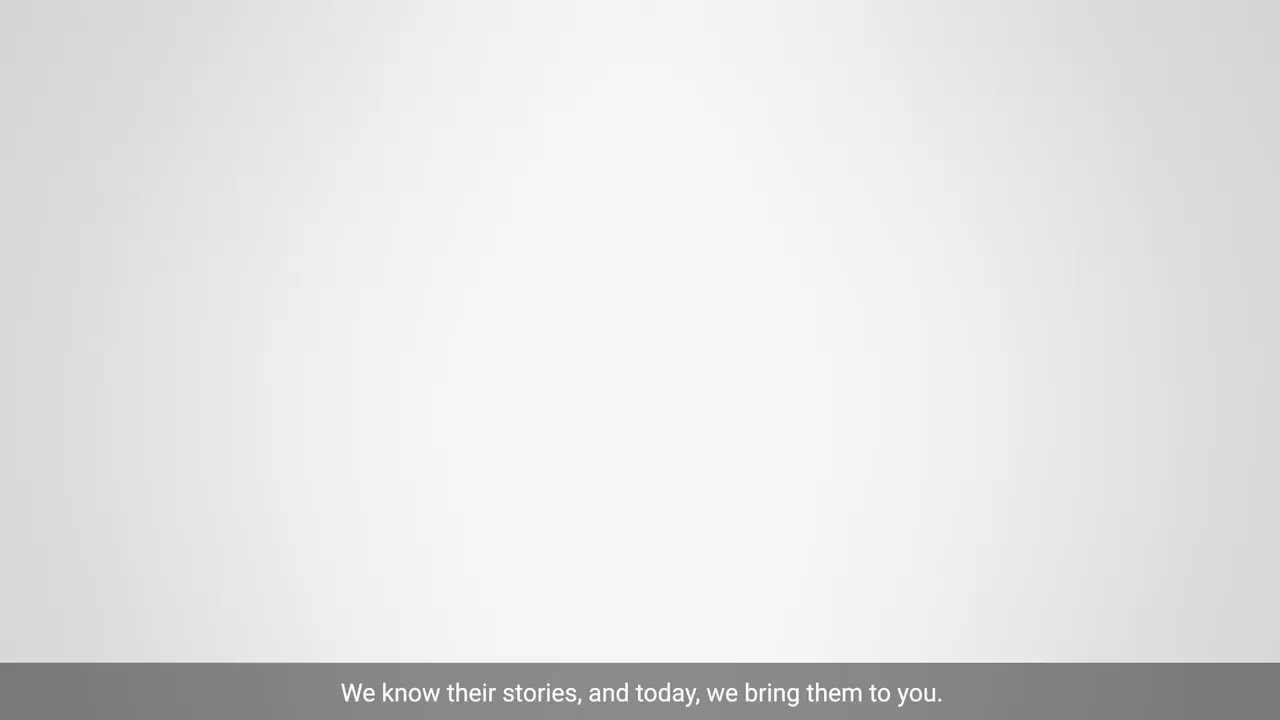 We know their stories, and today, we bring them to you.